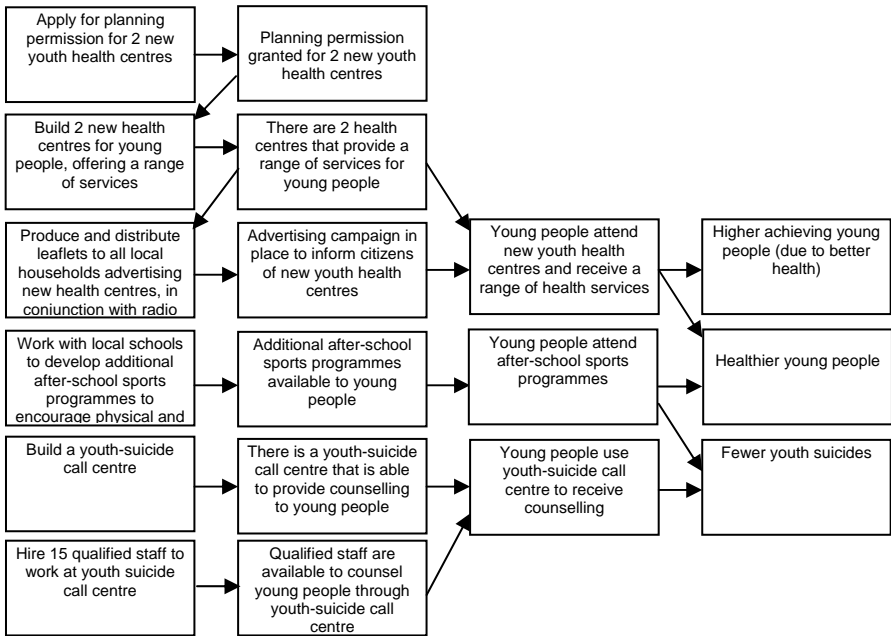 Apply for planning
permission for 2 new
youth health centres
Planning permission
granted for 2 new youth
health centres
Build 2 new health
centres for young
people, offering a range
of services
There are 2 health
centres that provide a
range of services for
young people
Produce and distribute
leaflets to all local
households advertising
new health centres, in
conjunction with radio
Advertising campaign in
place to inform citizens
of new youth health
centres
Young people attend
new youth health
centres and receive a
range of health services
Higher achieving young
people (due to better
health)
Work with local schools
to develop additional
after-school sports
programmes to
encourage physical and
Additional after-school
sports programmes
available to young
people
Young people attend
after-school sports
programmes
Healthier young people
Build a youth-suicide
call centre
There is a youth-suicide
call centre that is able
to provide counselling
to young people
Young people use
youth-suicide call
centre to receive
counselling
Fewer youth suicides
Hire 15 qualified staff to
work at youth suicide
call centre
Qualified staff are
available to counsel
young people through
youth-suicide call
centre